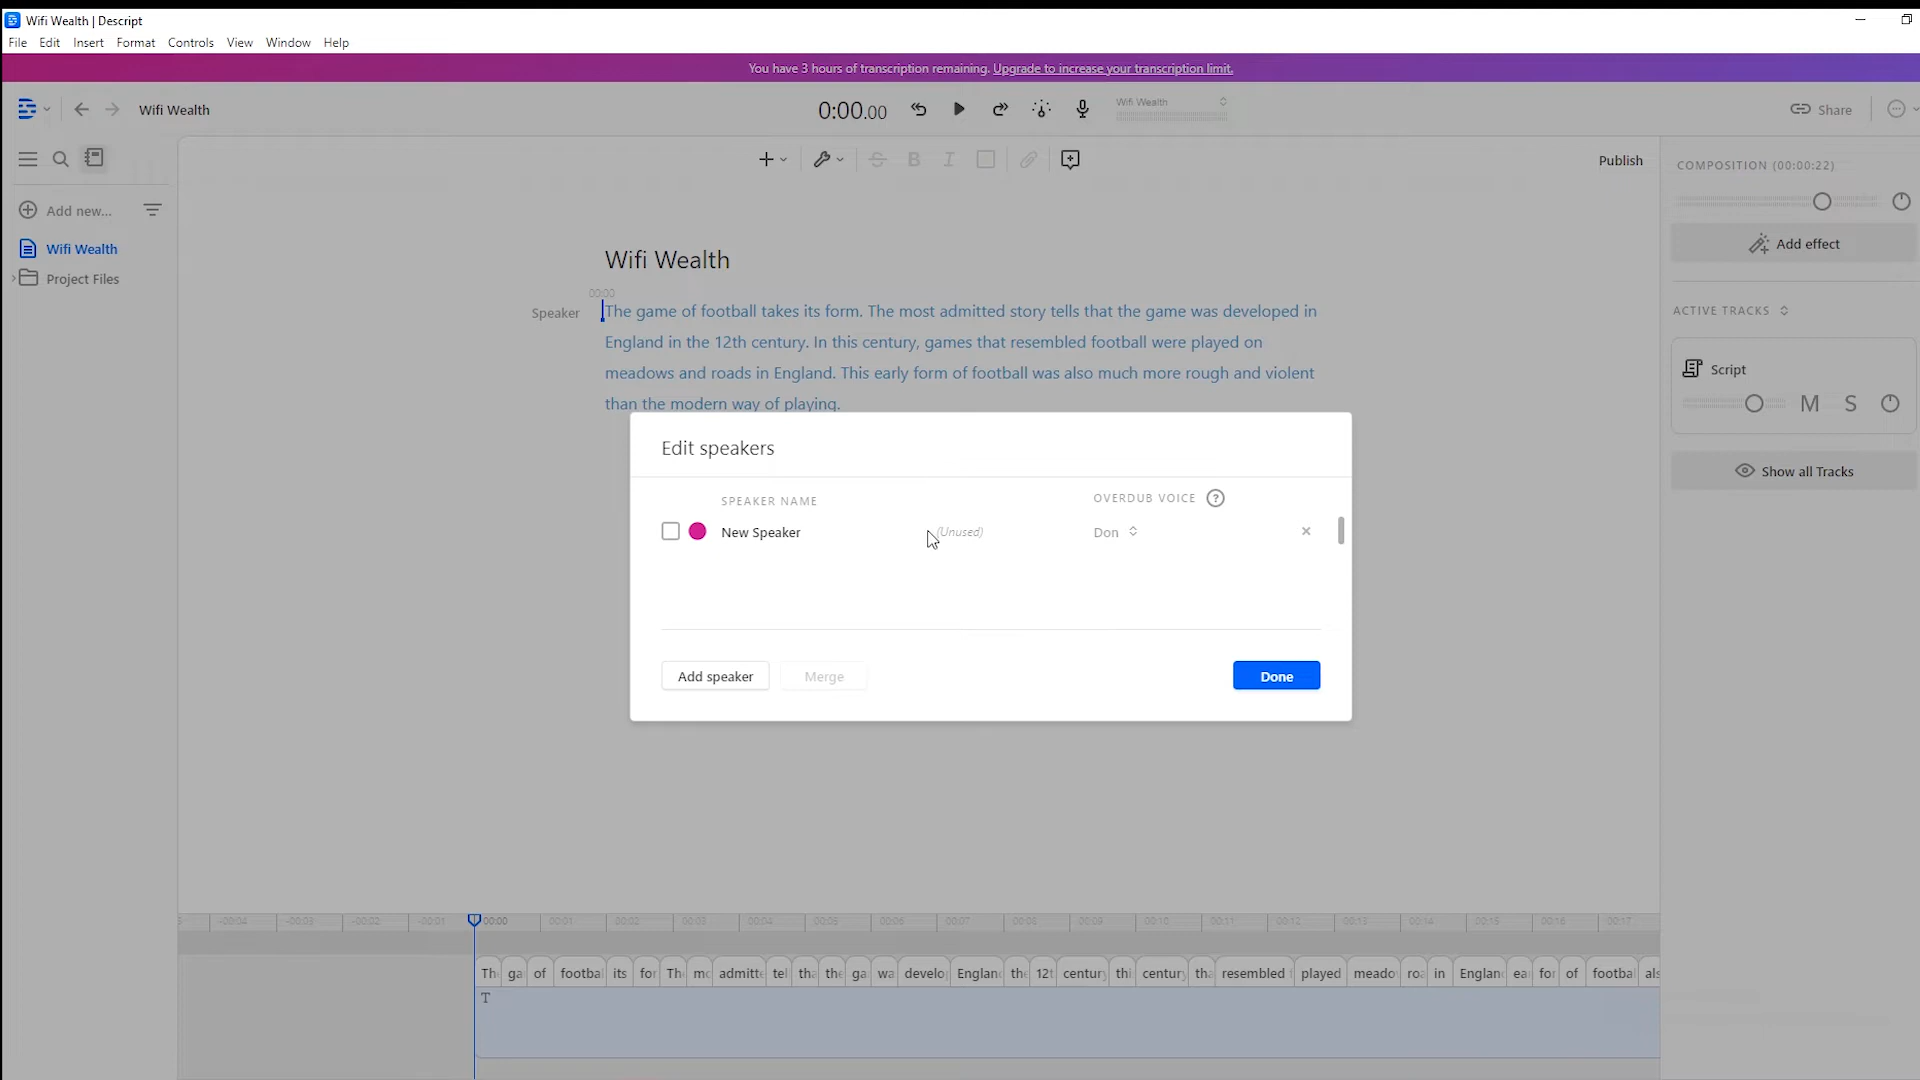 Wifi Wealth | Descript
File Edit Insert Format Controls View Window Help
You have 3 hours of transcription remaining. Upgrade to increase your transcription limit.
Wifi Wealth
0:00.00
Wifi Wealth
Share
Publish
COMPOSITION (00:00:22)
Add new...
Wifi Wealth
Project Files
Add effect
ACTIVE TRACKS
Script
M S
Show all Tracks
Wifi Wealth
00:00
Speaker
The game of football takes its form. The most admitted story tells that the game was developed in
England in the 12th century. In this century, games that resembled football were played on
meadows and roads in England. This early form of football was also much more rough and violent
than the modern way of playing.
Edit speakers
SPEAKER NAME OVERDUB VOICE ?
New Speaker (Unused) Don
Add speaker Merge Done
-00:04 -00:03 -00:02 -00:01 00:00 00:01 00:02 00:03 00:04 00:05 00:06 00:07 00:08 00:09 00:10 00:11 00:12 00:13 00:14 00:15 00:16 00:17
Th ga of footba its for Th mo admitte tel tha the ga wa develo Englan the 12t century thi century tha resembled played meado roa in Englan ea for of footba als
T